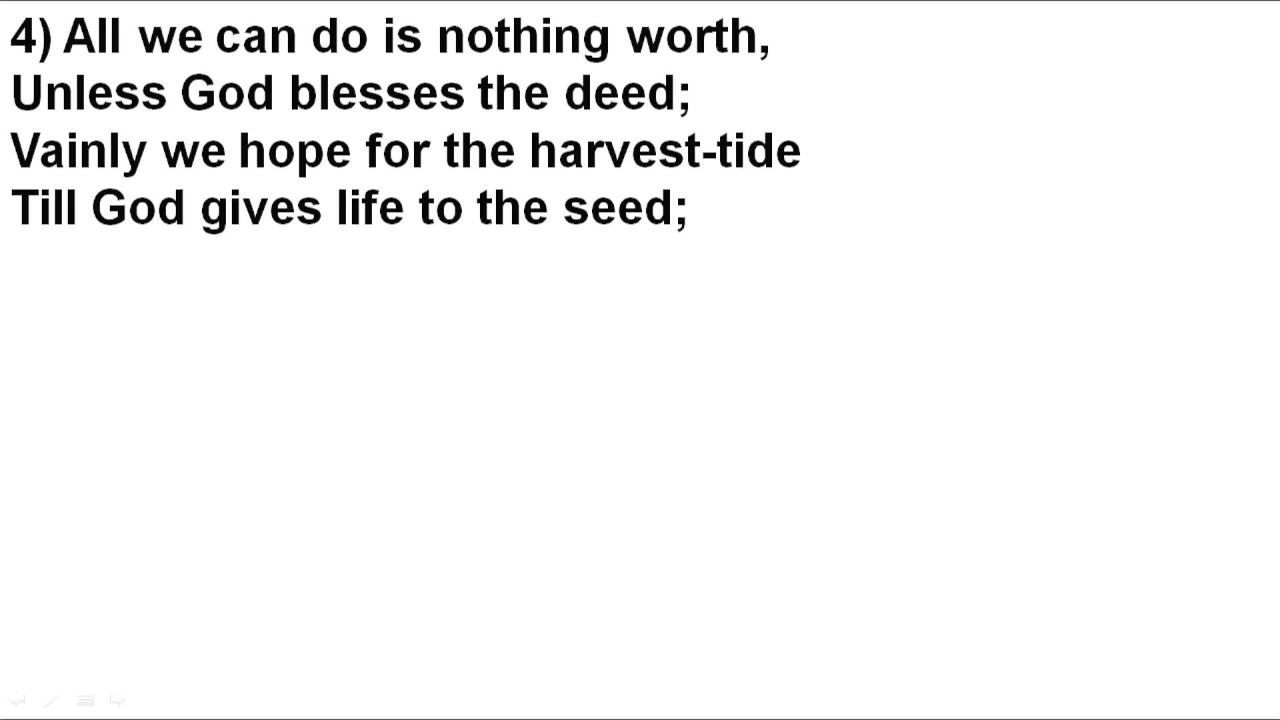 4) All we can do is nothing worth,
Unless God blesses the deed;
Vainly we hope for the harvest-tide
Till God gives life to the seed;